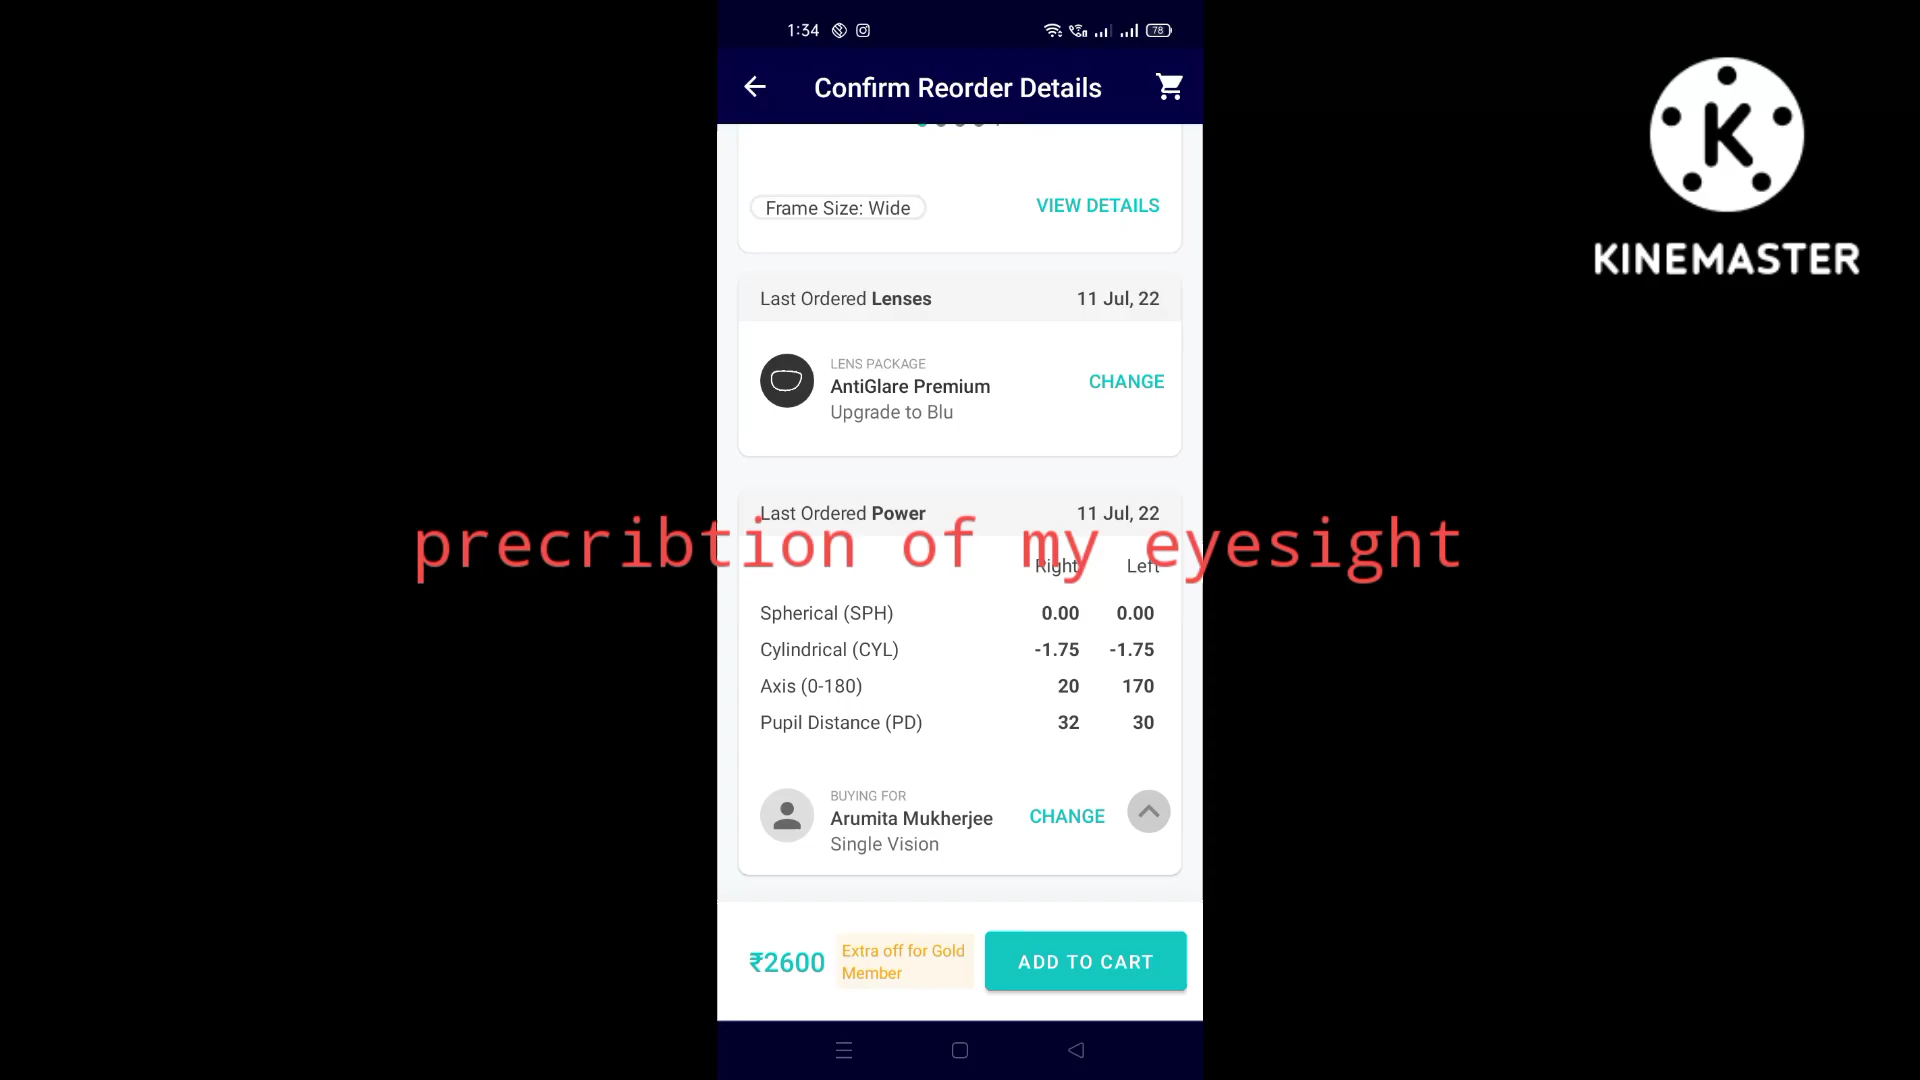 1:34
78
Confirm Reorder Details
Frame Size: Wide
VIEW DETAILS
Last Ordered Lenses
11 Jul, 22
LENS PACKAGE
AntiGlare Premium
CHANGE
Upgrade to Blu
Last Ordered Power
11 Jul, 22
precribtion of my eyesight
Right Left
Spherical (SPH) 0.00 0.00
Cylindrical (CYL) -1.75 -1.75
Axis (0-180) 20 170
Pupil Distance (PD) 32 30
BUYING FOR
Arumita Mukherjee
CHANGE
Single Vision
₹2600
Extra off for Gold
Member
ADD TO CART
K
KINEMASTER